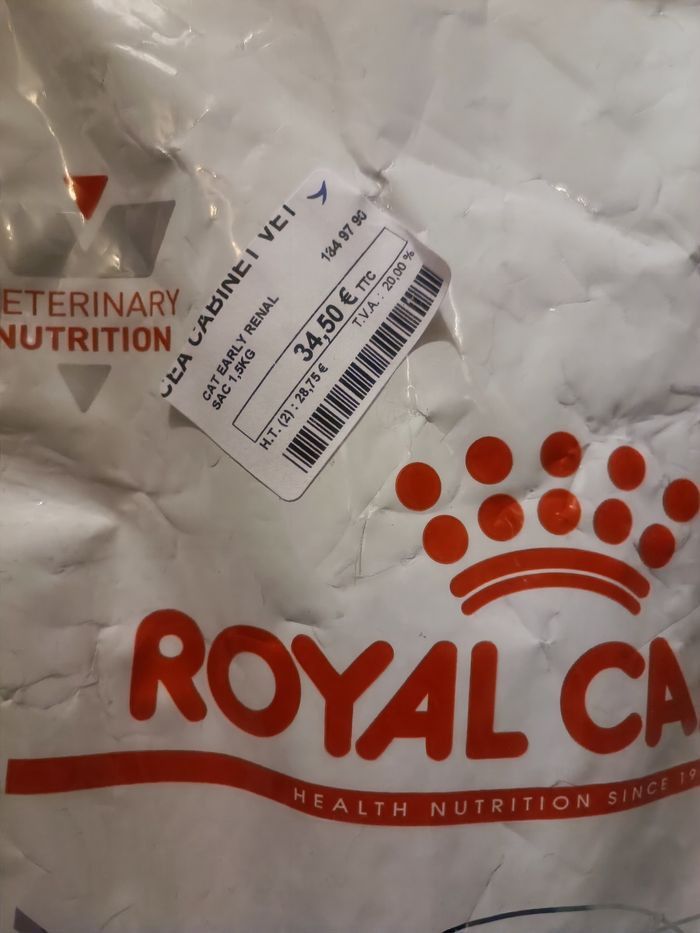 ETERINARY
NUTRITION
CABINET VET
184 97 90
CAT EARLY RENAL
SAC 1,5KG
34,50 € TTC
H.T. (2) : 28,75 €
T.V.A. : 20,00 %
ROYAL CA
HEALTH NUTRITION SINCE 19